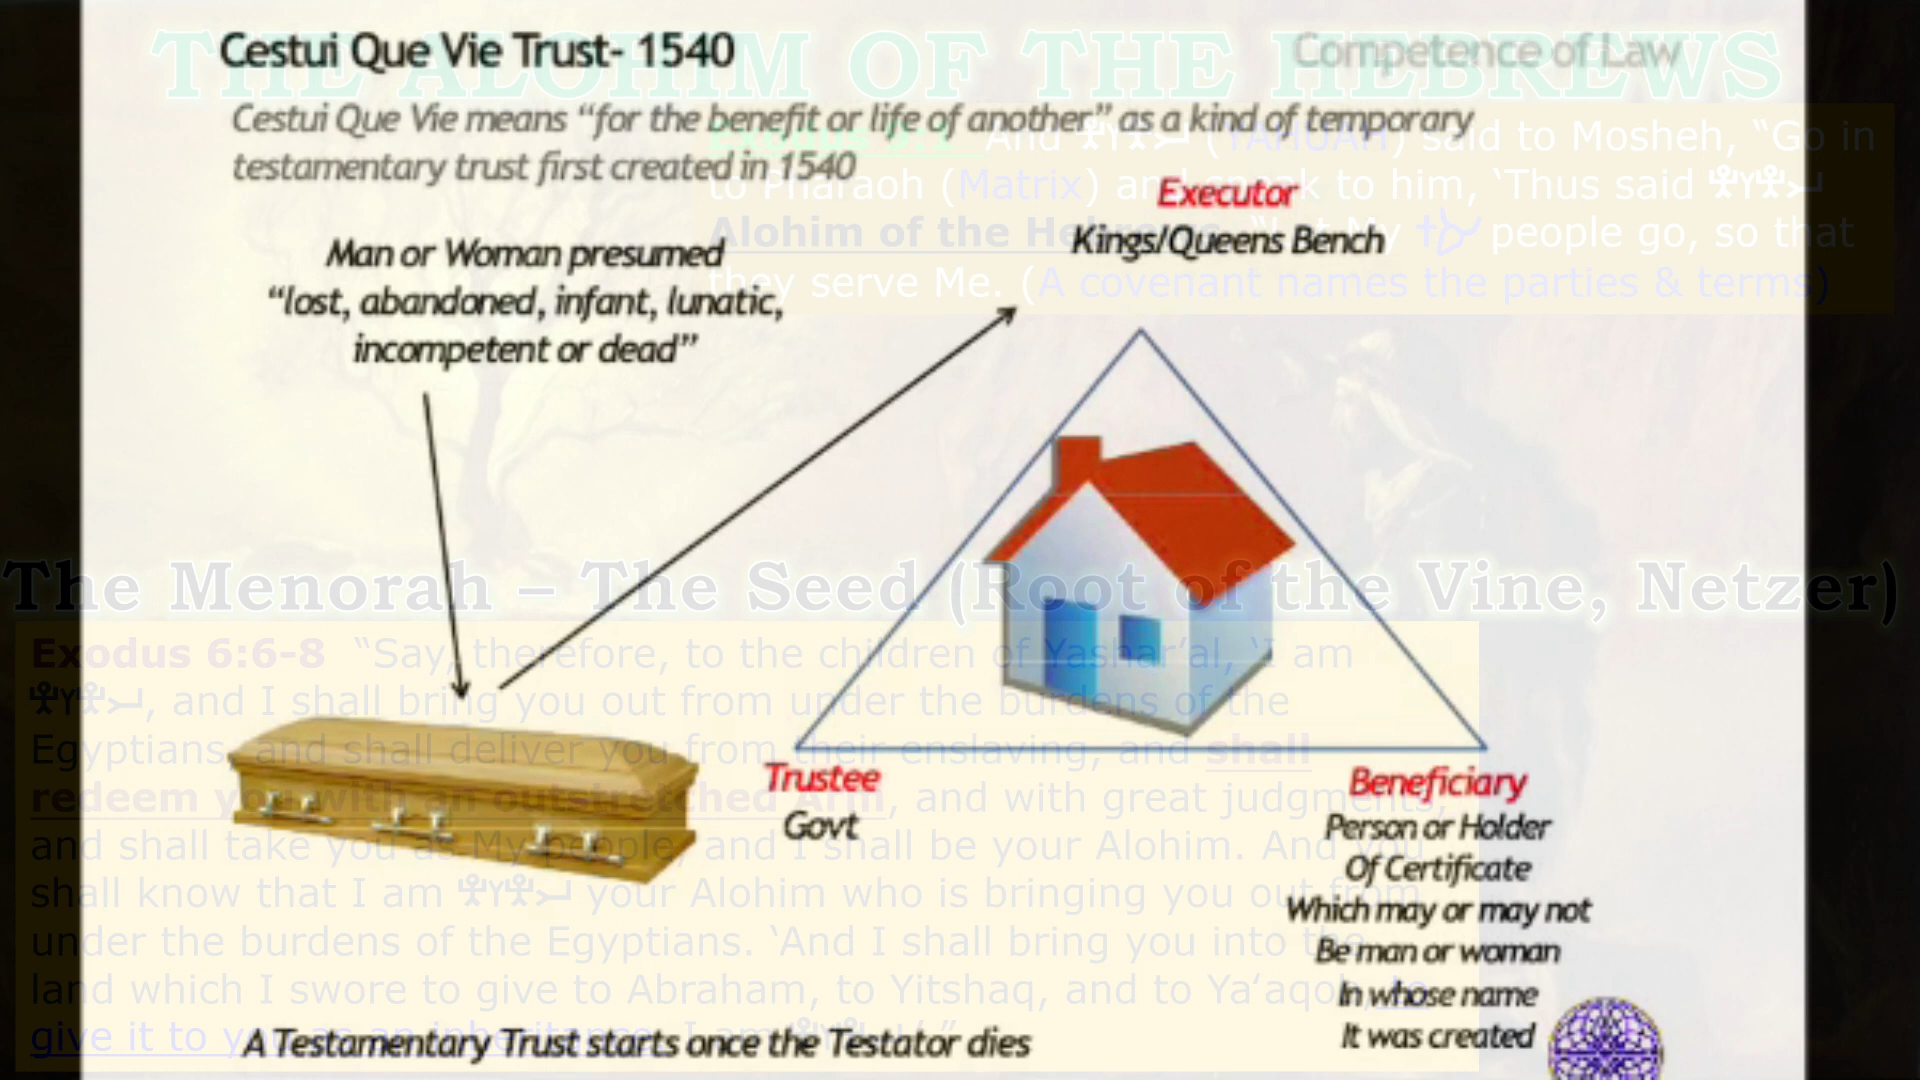 THE ALOHIM OF THE HEBREWS
Cestui Que Vie Trust- 1540
Competence of Law
Cestui Que Vie means “for the benefit or life of another” as a kind of temporary
testamentary trust first created in 1540
And 𐤉𐤄𐤅𐤄 (YAHUAH) said to Mosheh, “Go in
to Pharaoh (Matrix) and speak to him, ‘Thus said 𐤉𐤄𐤅𐤄
Alohim of the My people go, so that
they serve Me. (A covenant names the parties & terms)
Man or Woman presumed
“lost, abandoned, infant, lunatic,
incompetent or dead”
Executor
Kings/Queens Bench
The Menorah – The Seed (Root of the Vine, Netzer)
Exodus 6:6-8 “Say, therefore, to the children of Yashar’al, ‘I am
𐤉𐤄𐤅𐤄, and I shall bring you out from under the burdens of the
Egyptians, and shall deliver you from their enslaving, and shall
redeem you with an outstretched Arm, and with great judgments,
and shall take you as My people, and I shall be your Alohim. And you
shall know that I am 𐤉𐤄𐤅𐤄 your Alohim who is bringing you out from
under the burdens of the Egyptians. ‘And I shall bring you into the
land which I swore to give to Abraham, to Yitshaq, and to Ya‘aqob, to
give it to you as an inheritance. I am 𐤉𐤄𐤅𐤄.’ ”
Trustee
Govt
Beneficiary
Person or Holder
Of Certificate
Which may or may not
Be man or woman
In whose name
It was created
A Testamentary Trust starts once the Testator dies